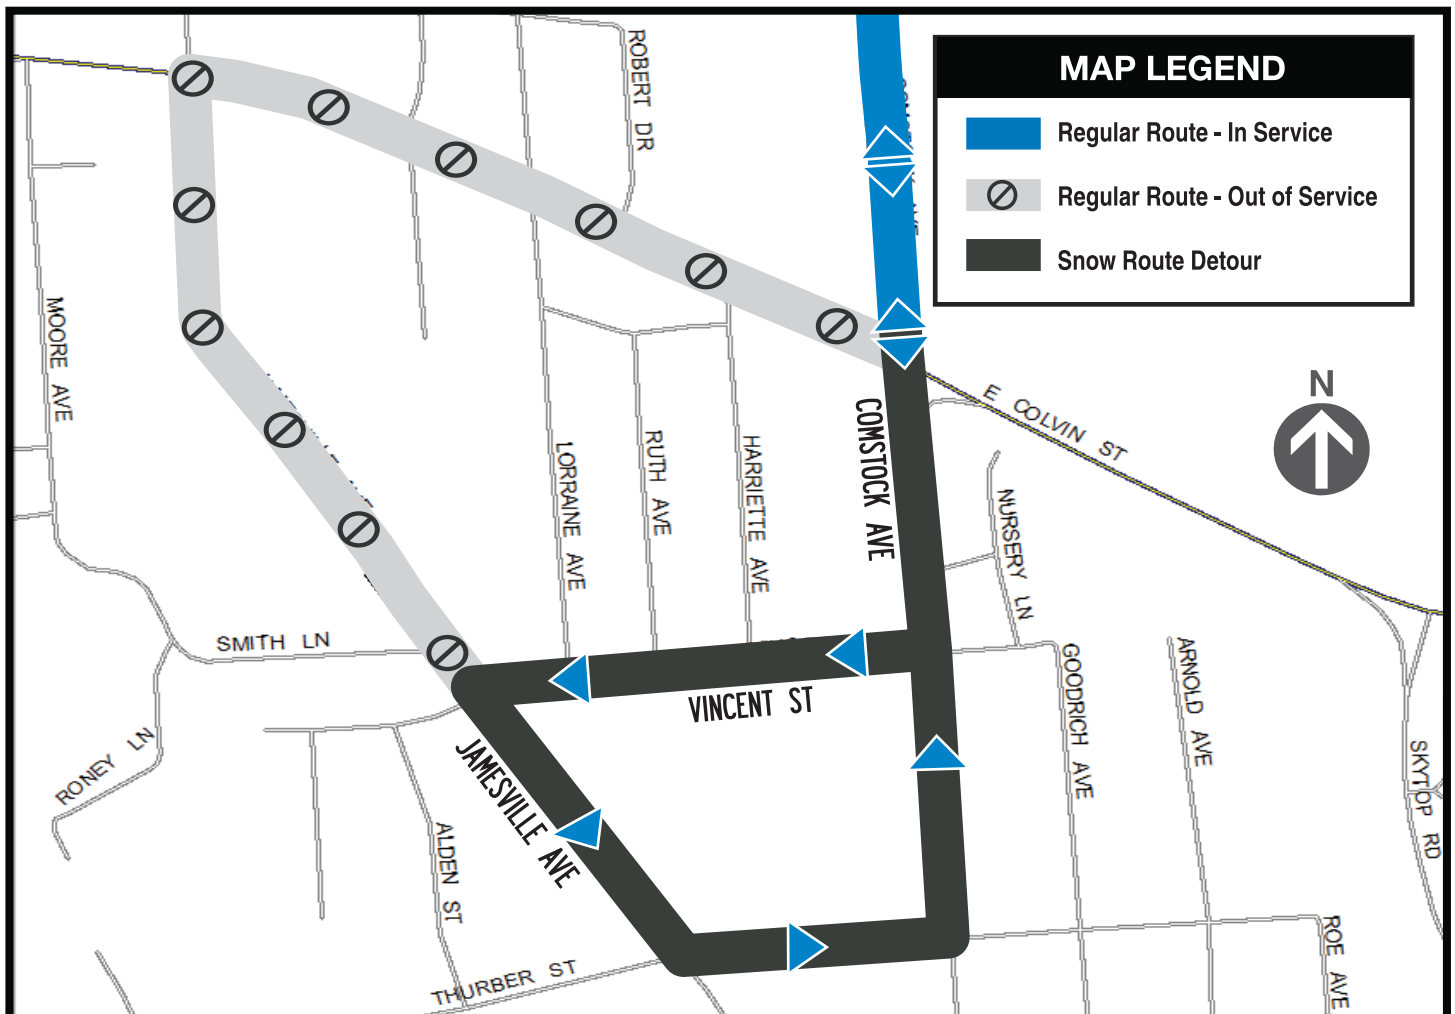 MAP LEGEND
Regular Route - In Service
Regular Route - Out of Service
Snow Route Detour
N
ROBERT DR
MOORE AVE
E COLVIN ST
COMSTOCK AVE
LORRAINE AVE
RUTH AVE
HARRIETTE AVE
NURSERY LN
SMITH LN
VINCENT ST
GOODRICH AVE
ARNOLD AVE
SKYTOP RD
RONEY LN
JAMESVILLE AVE
ALDEN ST
THURBER ST
ROE AVE